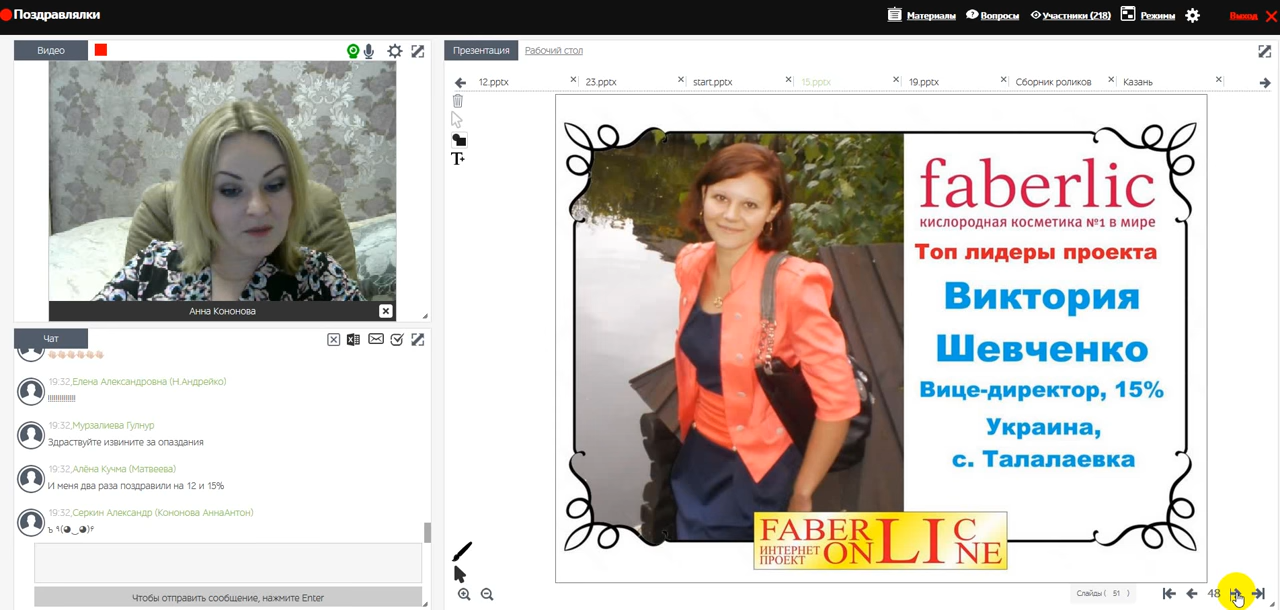 Поздравлялки
Материалы
Вопросы
Участники (218)
Режимы
Выход
Видео
Анна Кононова
Чат
19:32,Елена Александровна (Н.Андрейко)
!!!!!!!!!!!!!!
19:32,Мурзалиева Гулнур
Здраствуйте извините за опаздания
19:32,Алёна Кучма (Матвеева)
И меня два раза поздравили на 12 и 15%
19:32,Серкин Александр (Кононова АннаАнтон)
Чтобы отправить сообщение, нажмите Enter
Презентация
Рабочий стол
12.pptx
23.pptx
start.pptx
15.pptx
19.pptx
Сборник роликов
Казань
T+
faberlic
кислородная косметика №1 в мире
Топ лидеры проекта
Виктория
Шевченко
Вице-директор, 15%
Украина,
с. Талалаевка
FABERLIC
ИНТЕРНЕТ
ПРОЕКТ
ONLINE
Слайды ( 51 )
48